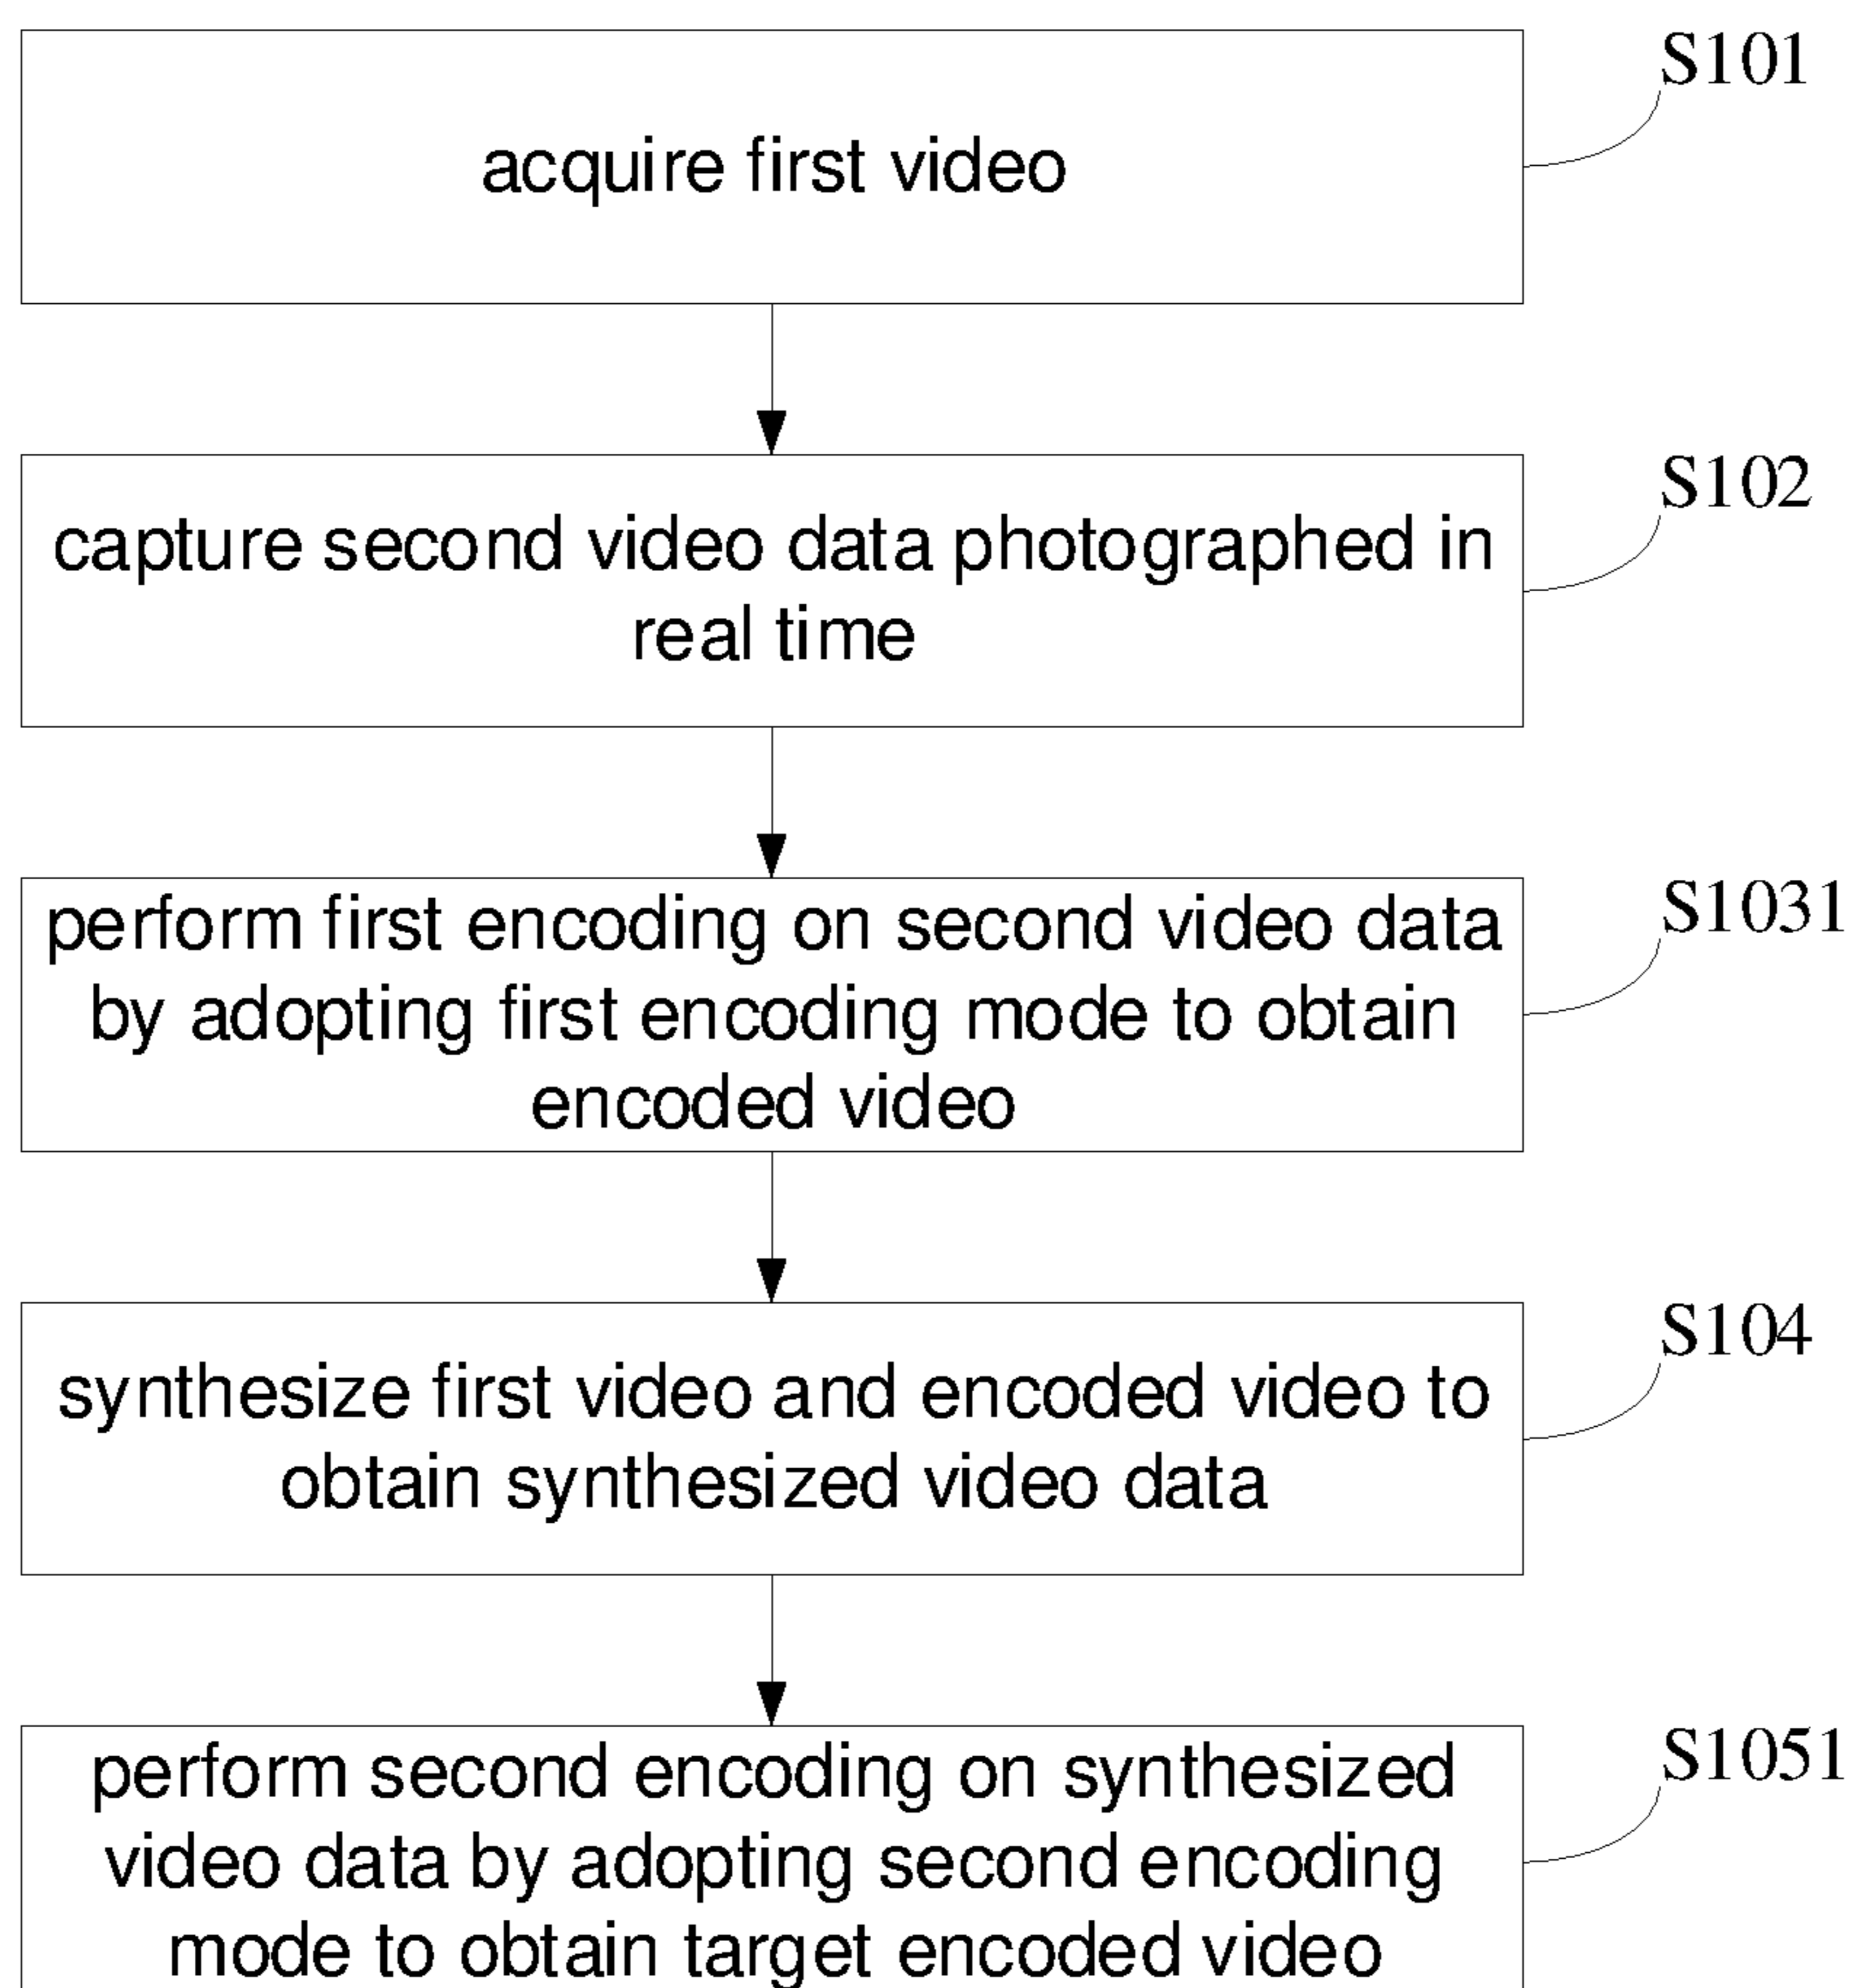 acquire first video
S101
capture second video data photographed in
real time
S102
perform first encoding on second video data
by adopting first encoding mode to obtain
encoded video
S1031
synthesize first video and encoded video to
obtain synthesized video data
S104
perform second encoding on synthesized
video data by adopting second encoding
mode to obtain target encoded video
S1051